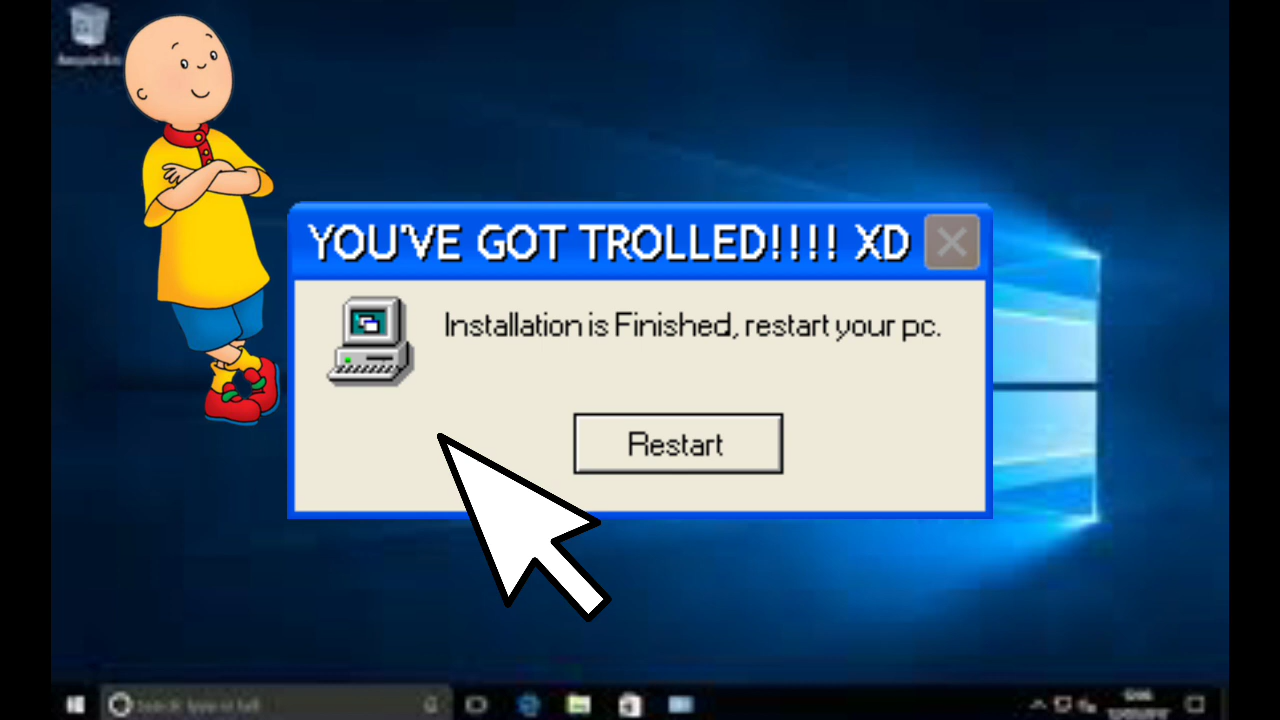 YOU'VE GOT TROLLED!!!! XD
Installation is Finished, restart your pc.
Restart